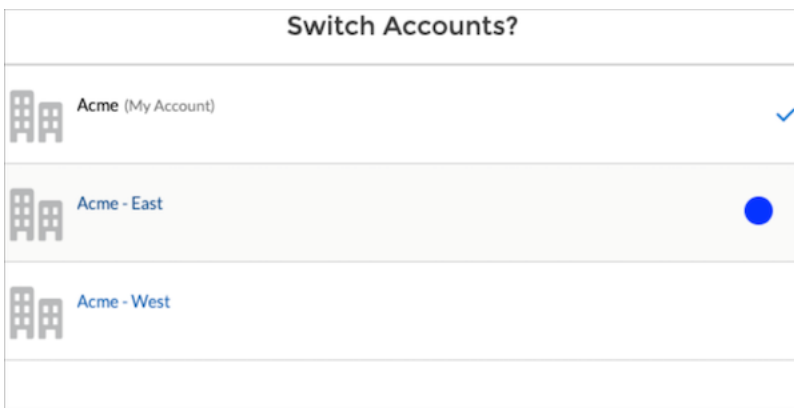 Switch Accounts?
Acme (My Account)
Acme - East
Acme - West